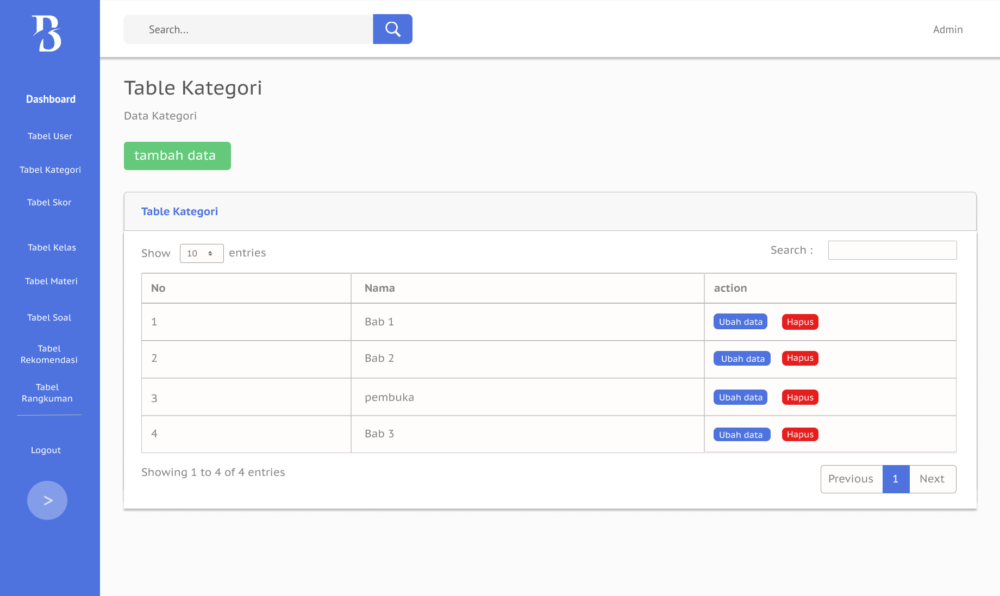 B
Search...
Admin
Dashboard
Tabel User
Tabel Kategori
Tabel Skor
Tabel Kelas
Tabel Materi
Tabel Soal
Tabel
Rekomendasi
Tabel
Rangkuman
Logout
>
Table Kategori
Data Kategori
tambah data
Table Kategori
Show 10 entries
Search :
No Nama action
1 Bab 1 Ubah data Hapus
2 Bab 2 Ubah data Hapus
3 pembuka Ubah data Hapus
4 Bab 3 Ubah data Hapus
Showing 1 to 4 of 4 entries
Previous 1 Next